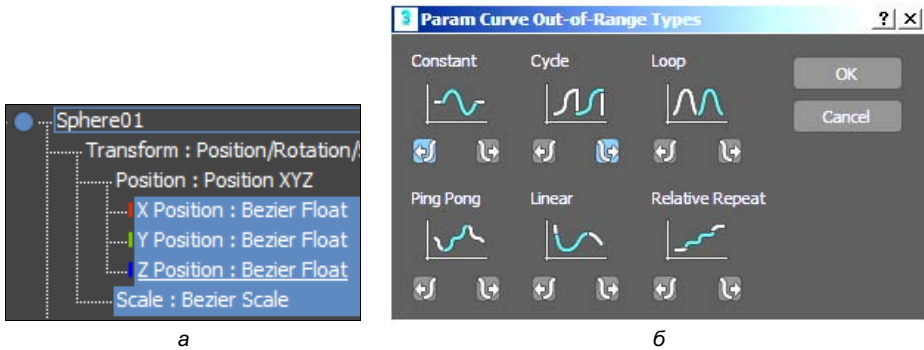 Sphere01
Transform : Position/Rotation/
Position : Position XYZ
X Position : Bezier Float
Y Position : Bezier Float
Z Position : Bezier Float
Scale : Bezier Scale
а
3 Param Curve Out-of-Range Types ? ×
Constant Cycle Loop
OK
Cancel
Ping Pong Linear Relative Repeat
б